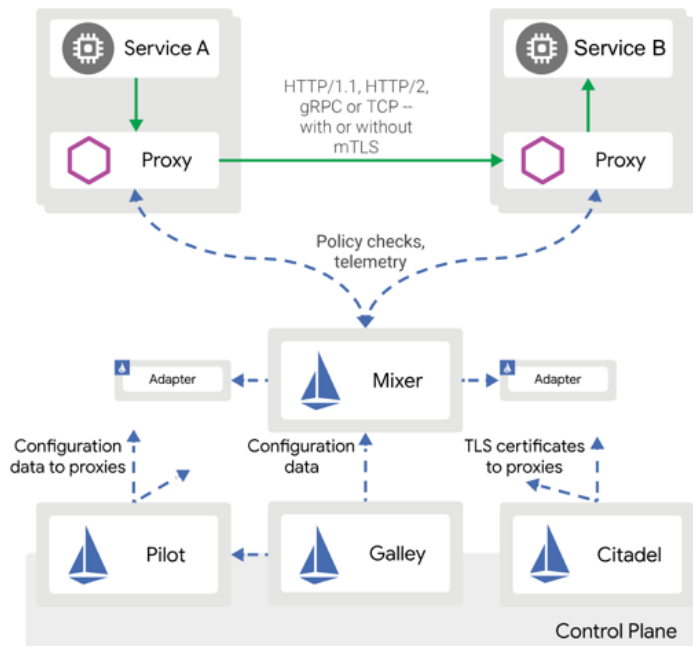 Service A
Service B
HTTP/1.1, HTTP/2,
gRPC or TCP --
with or without
mTLS
Proxy
Proxy
Policy checks,
telemetry
Mixer
Adapter
Adapter
Configuration
data to proxies
Configuration
data
TLS certificates
to proxies
Pilot
Galley
Citadel
Control Plane